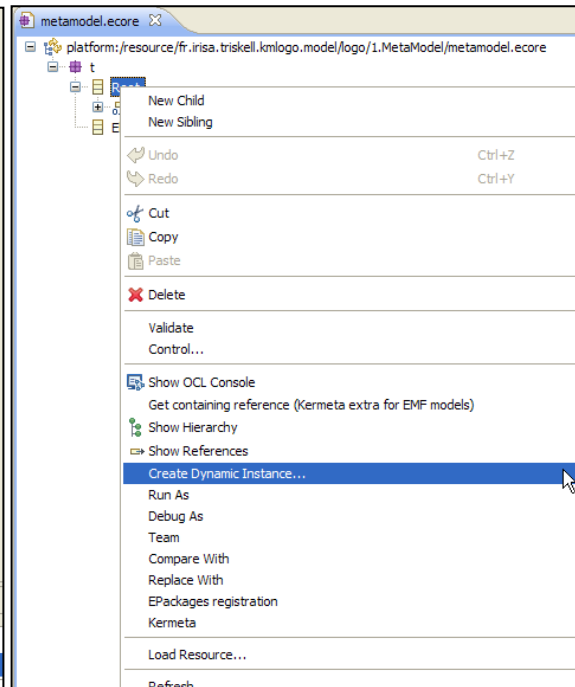 metamodel.ecore
platform:/resource/fr.irisa.triskell.kmlogo.model/logo/1.MetaModel/metamodel.ecore
t
E
New Child
New Sibling
Undo Ctrl+Z
Redo Ctrl+Y
Cut
Copy
Paste
Delete
Validate
Control...
Show OCL Console
Get containing reference (Kermeta extra for EMF models)
Show Hierarchy
Show References
Create Dynamic Instance...
Run As
Debug As
Team
Compare With
Replace With
EPackages registration
Kermeta
Load Resource...
Refresh